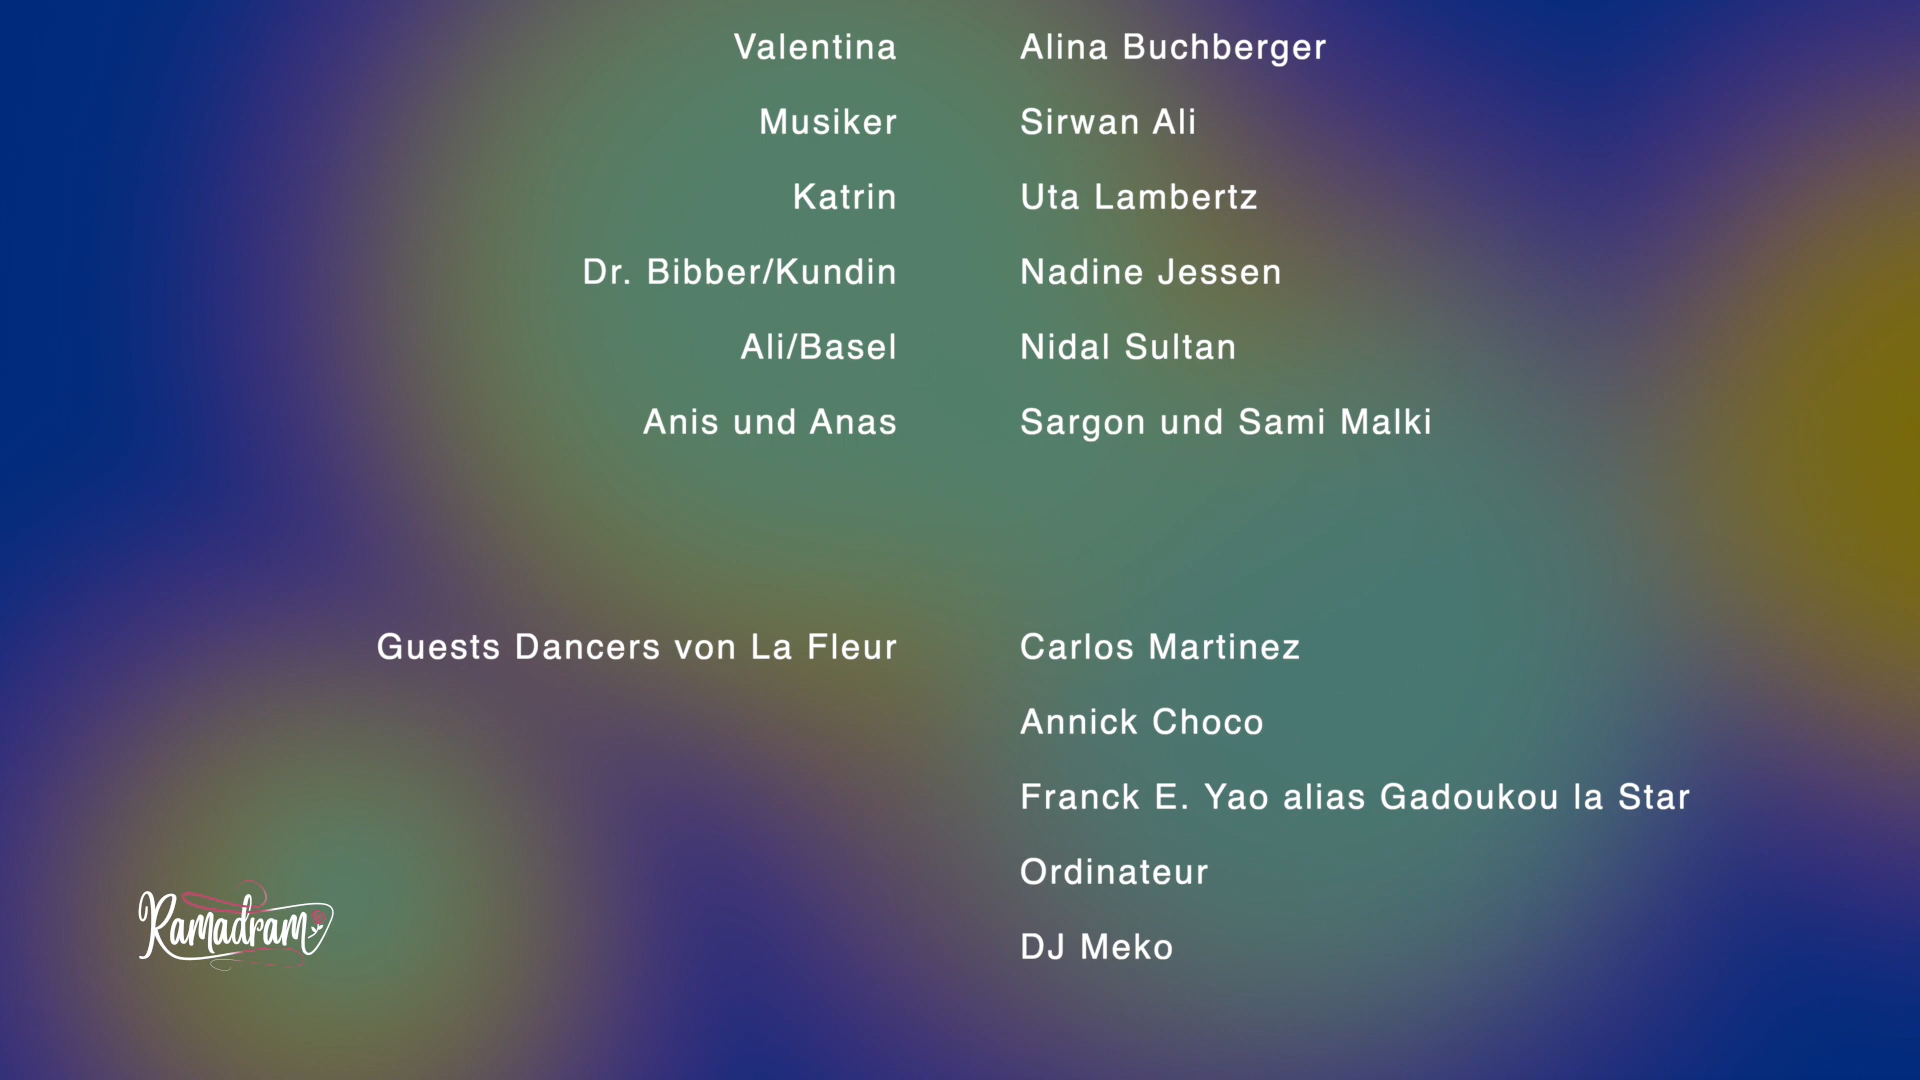 Valentina Alina Buchberger
Musiker Sirwan Ali
Katrin Uta Lambertz
Dr. Bibber/Kundin Nadine Jessen
Ali/Basel Nidal Sultan
Anis und Anas Sargon und Sami Malki
Guests Dancers von La Fleur Carlos Martinez
Annick Choco
Franck E. Yao alias Gadoukou la Star
Ordinateur
DJ Meko
Ramadram